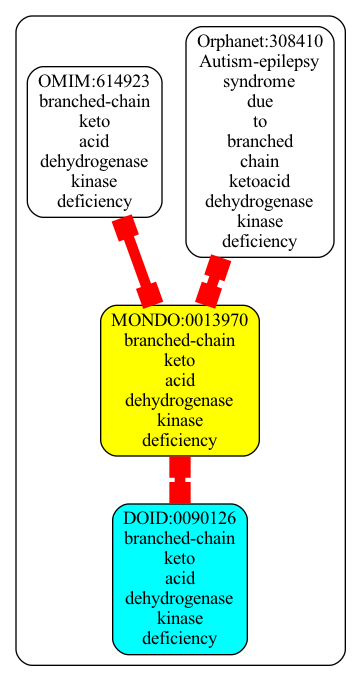 OMIM:614923
branched-chain
keto
acid
dehydrogenase
kinase
deficiency
Orphanet:308410
Autism-epilepsy
syndrome
due
to
branched
chain
ketoacid
dehydrogenase
kinase
deficiency
MONDO:0013970
branched-chain
keto
acid
dehydrogenase
kinase
deficiency
DOID:0090126
branched-chain
keto
acid
dehydrogenase
kinase
deficiency